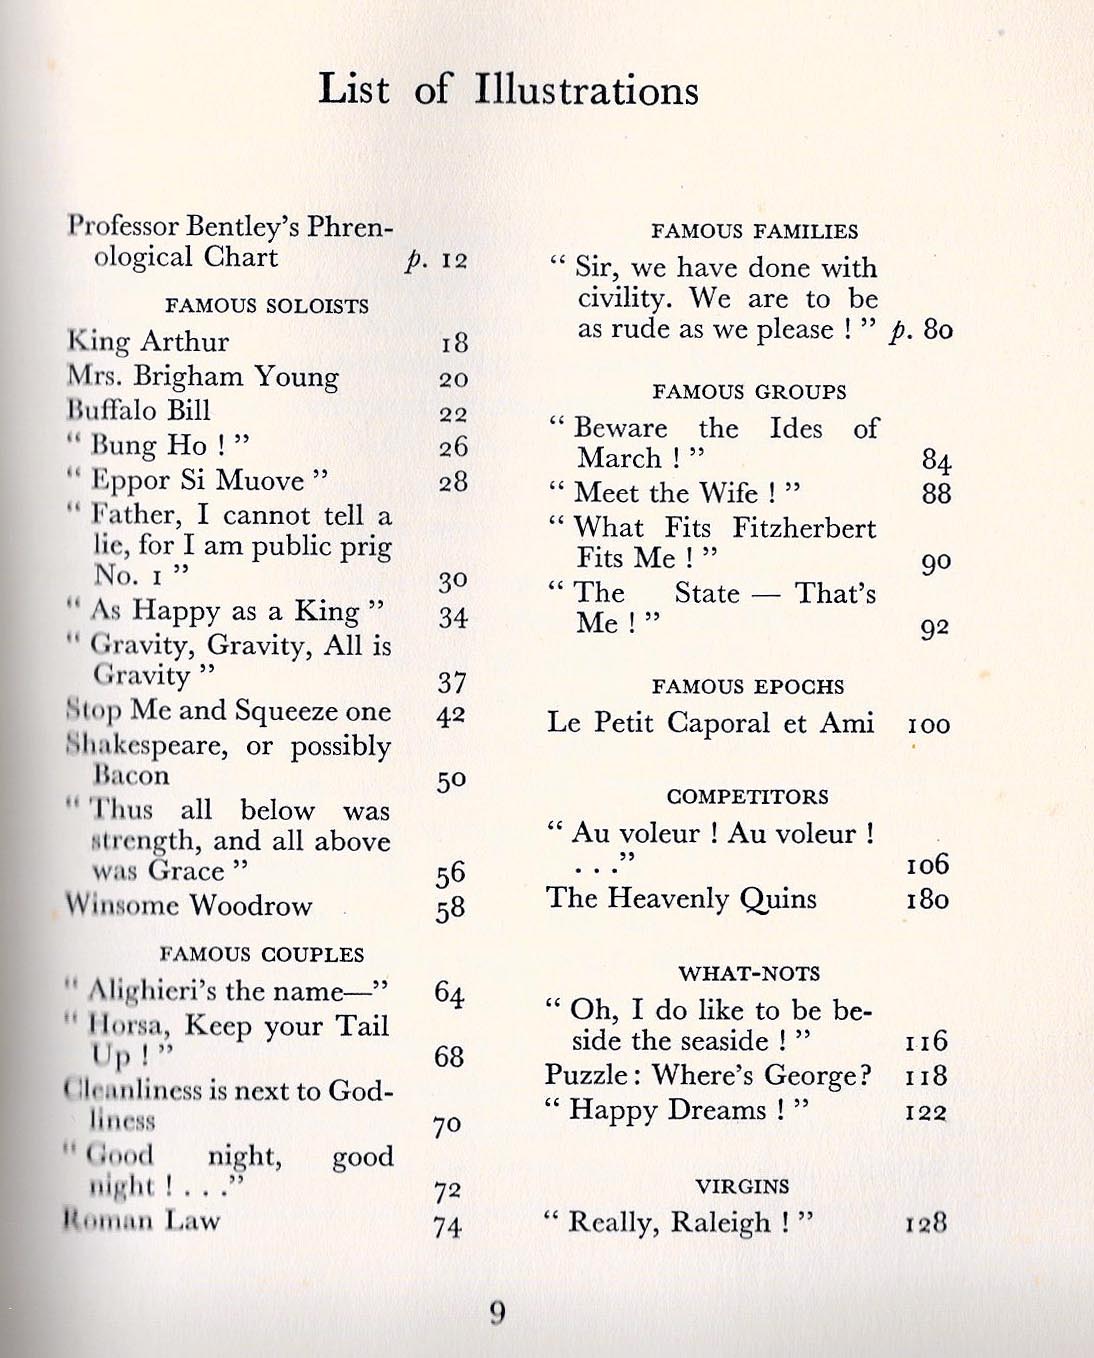 List of Illustrations
Professor Bentley's Phren-
ological Chart p. 12
FAMOUS SOLOISTS
King Arthur 18
Mrs. Brigham Young 20
Buffalo Bill 22
“ Bung Ho ! ” 26
“ Eppor Si Muove ” 28
“ Father, I cannot tell a
lie, for I am public prig
No. 1 ” 30
“ As Happy as a King ” 34
“ Gravity, Gravity, All is
Gravity ” 37
Stop Me and Squeeze one 42
Shakespeare, or possibly
Bacon 50
“ Thus all below was
strength, and all above
was Grace ” 56
Winsome Woodrow 58
FAMOUS COUPLES
“ Alighieri's the name—” 64
“ Horsa, Keep your Tail
Up ! ” 68
Cleanliness is next to God-
liness 70
“ Good night, good
night ! . . .” 72
Roman Law 74
FAMOUS FAMILIES
“ Sir, we have done with
civility. We are to be
as rude as we please ! ” p. 80
FAMOUS GROUPS
“ Beware the Ides of
March ! ” 84
“ Meet the Wife ! ” 88
“ What Fits Fitzherbert
Fits Me ! ” 90
“ The State — That's
Me ! ” 92
FAMOUS EPOCHS
Le Petit Caporal et Ami 100
COMPETITORS
“ Au voleur ! Au voleur !
. . .” 106
The Heavenly Quins 180
WHAT-NOTS
“ Oh, I do like to be be-
side the seaside ! ” 116
Puzzle : Where's George? 118
“ Happy Dreams ! ” 122
VIRGINS
“ Really, Raleigh ! ” 128
9